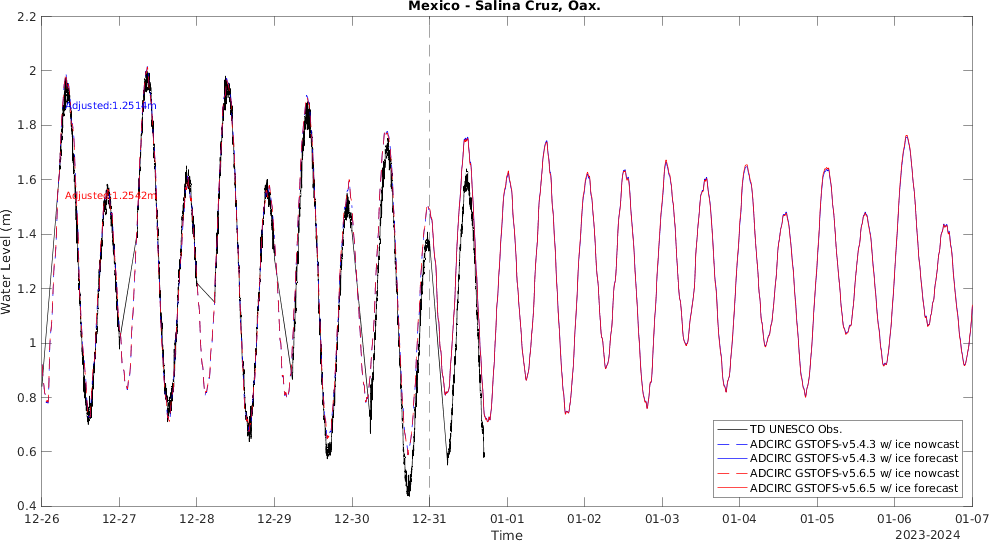 Mexico - Salina Cruz, Oax.
Water Level (m)
2.2
2
1.8
1.6
1.4
1.2
1
0.8
0.6
0.4
Adjusted:1.2514m
Adjusted:1.2542m
TD UNESCO Obs.
ADCIRC GSTOFS-v5.4.3 w/ ice nowcast
ADCIRC GSTOFS-v5.4.3 w/ ice forecast
ADCIRC GSTOFS-v5.6.5 w/ ice nowcast
ADCIRC GSTOFS-v5.6.5 w/ ice forecast
12-26 12-27 12-28 12-29 12-30 12-31 01-01 01-02 01-03 01-04 01-05 01-06 01-07
Time
2023-2024